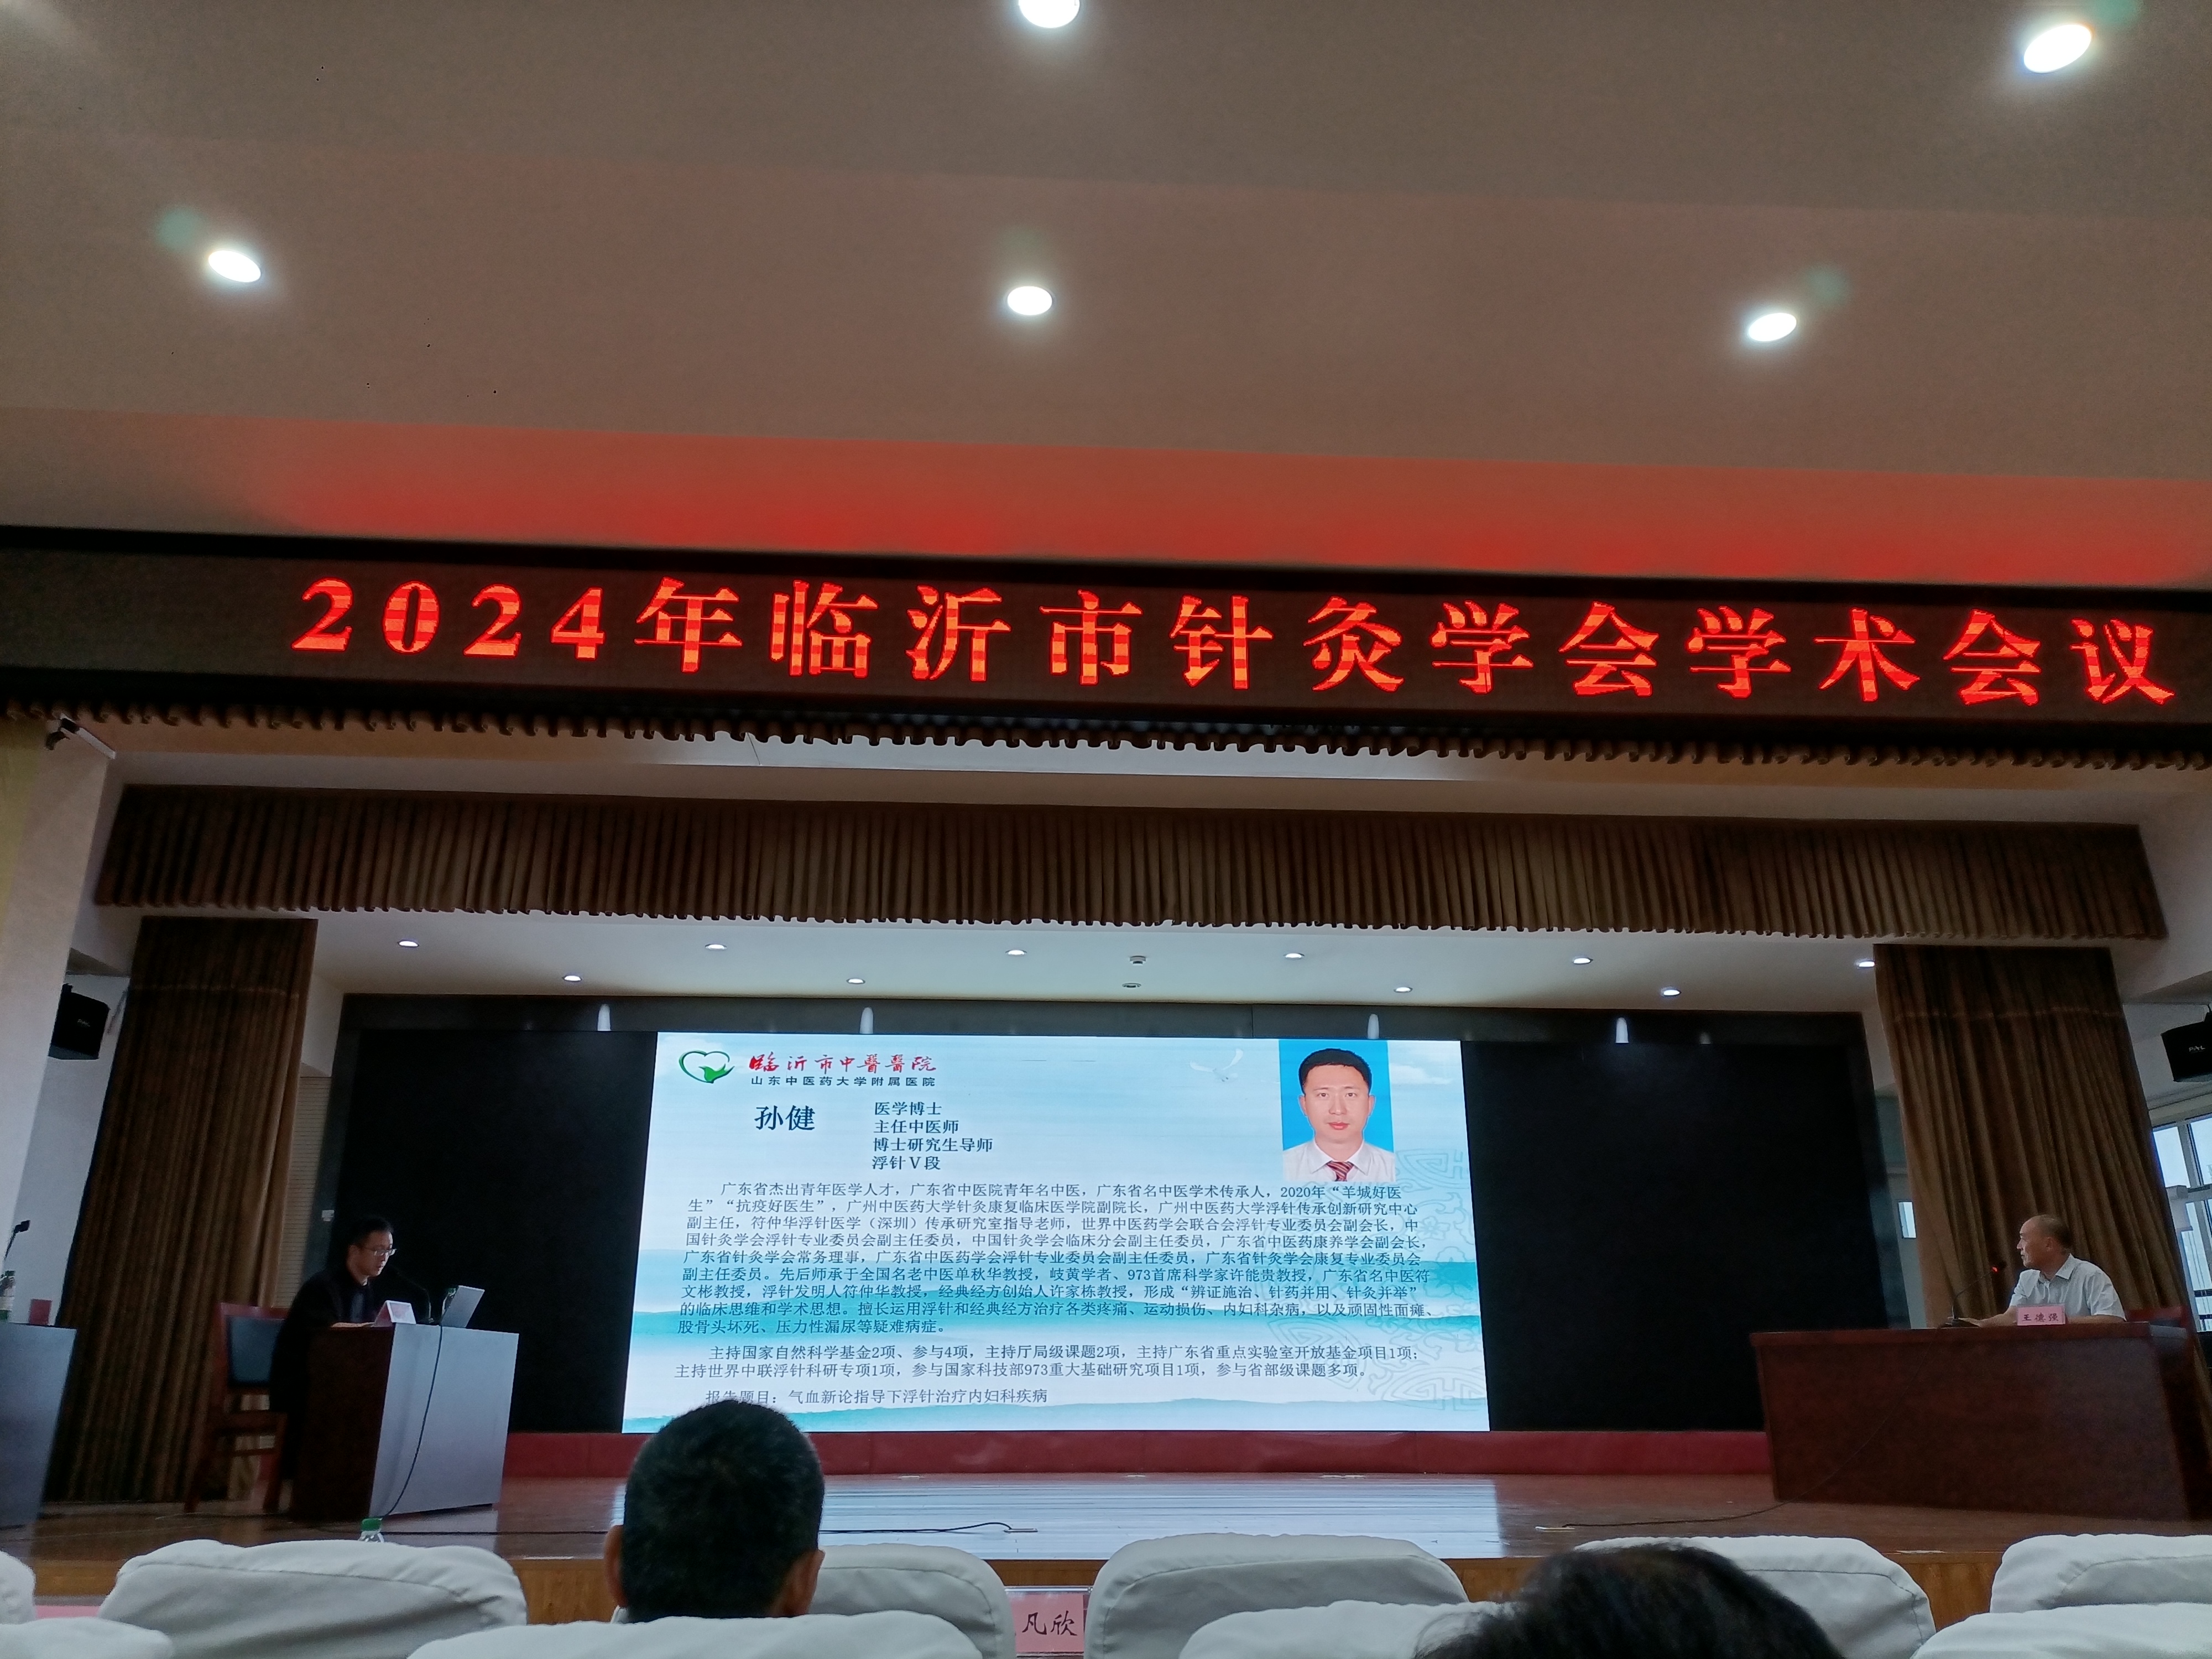 2024年临沂市针灸学会学术会议
临沂市中醫醫院
山东中医药大学附属医院
孙健
医学博士
主任中医师
博士研究生导师
浮针Ⅴ段
广东省杰出青年医学人才，广东省中医院青年名中医，广东省名中医学术传承人，2020年“羊城好医
生”“抗疫好医生”，广州中医药大学针灸康复临床医学院副院长，广州中医药大学浮针传承创新研究中心
副主任，符仲华浮针医学（深圳）传承研究室指导老师，世界中医药学会联合会浮针专业委员会副会长，中
国针灸学会浮针专业委员会副主任委员，中国针灸学会临床分会副主任委员，广东省中医药康养学会副会长，
广东省针灸学会常务理事，广东省中医药学会浮针专业委员会副主任委员，广东省针灸学会康复专业委员会
副主任委员。先后师承于全国名老中医单秋华教授，岐黄学者、973首席科学家许能贵教授，广东省名中医符
文彬教授，浮针发明人符仲华教授，经典经方创始人许家栋教授，形成“辨证施治、针药并用、针灸并举”
的临床思维和学术思想。擅长运用浮针和经典经方治疗各类疼痛、运动损伤、内妇科杂病，以及顽固性面瘫、
股骨头坏死、压力性漏尿等疑难病症。
主持国家自然科学基金2项、参与4项，主持厅局级课题2项，主持广东省重点实验室开放基金项目1项；
主持世界中联浮针科研专项1项，参与国家科技部973重大基础研究项目1项，参与省部级课题多项。
报告题目：气血新论指导下浮针治疗内妇科疾病
王德强
凡欣